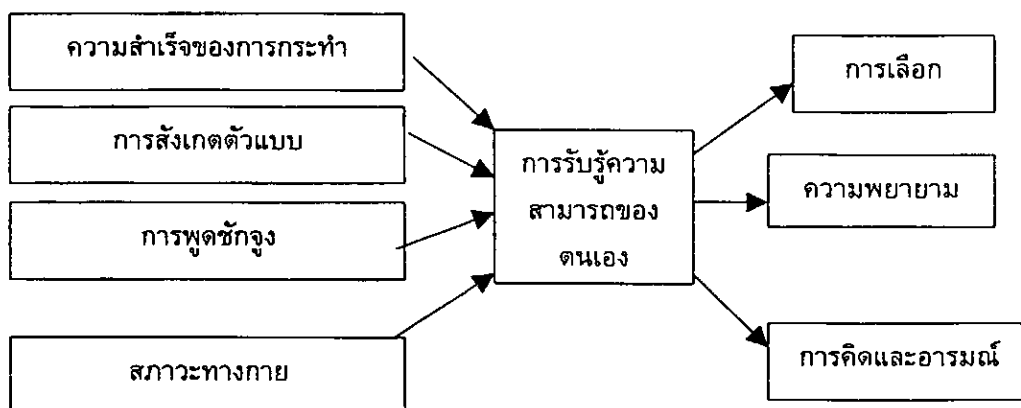 ความสำเร็จของการกระทำ
การสังเกตตัวแบบ
การพูดชักจูง
สภาวะทางกาย
การรับรู้ความ
สามารถของ
ตนเอง
การเลือก
ความพยายาม
การคิดและอารมณ์